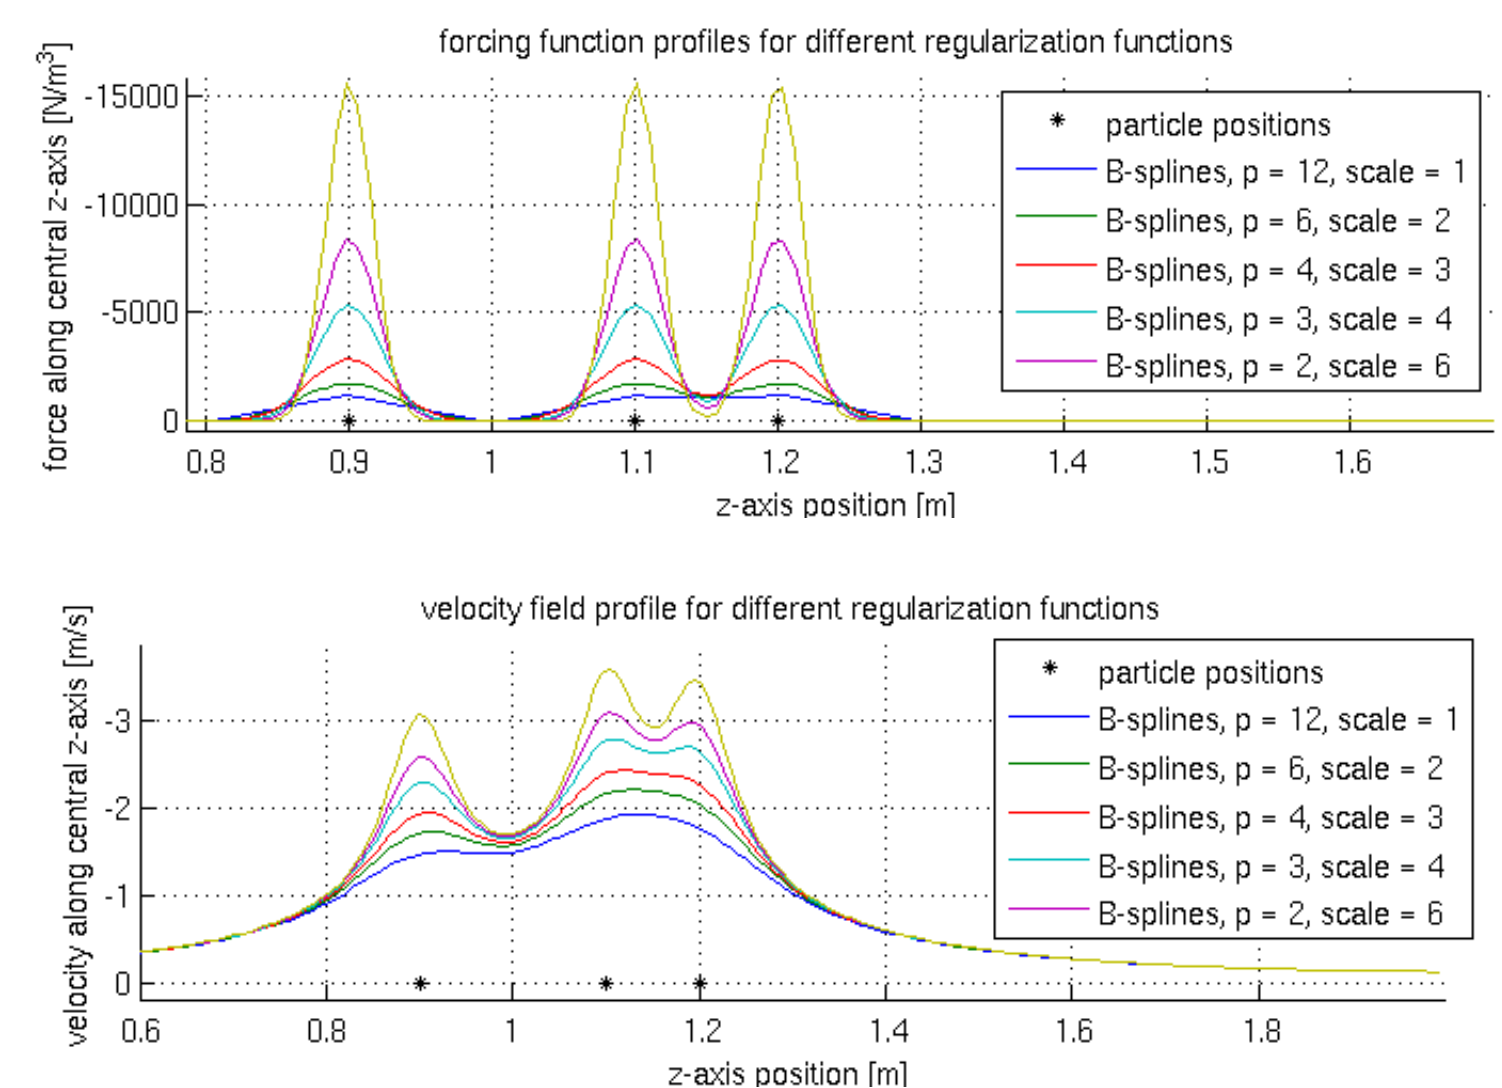 forcing function profiles for different regularization functions
force along central z-axis [N/m³]
-15000
-10000
-5000
0
particle positions
B-splines, p = 12, scale = 1
B-splines, p = 6, scale = 2
B-splines, p = 4, scale = 3
B-splines, p = 3, scale = 4
B-splines, p = 2, scale = 6
0.8 0.9 1 1.1 1.2 1.3 1.4 1.5 1.6
z-axis position [m]
velocity field profile for different regularization functions
velocity along central z-axis [m/s]
-3
-2
-1
0
particle positions
B-splines, p = 12, scale = 1
B-splines, p = 6, scale = 2
B-splines, p = 4, scale = 3
B-splines, p = 3, scale = 4
B-splines, p = 2, scale = 6
0.6 0.8 1 1.2 1.4 1.6 1.8
z-axis position [m]